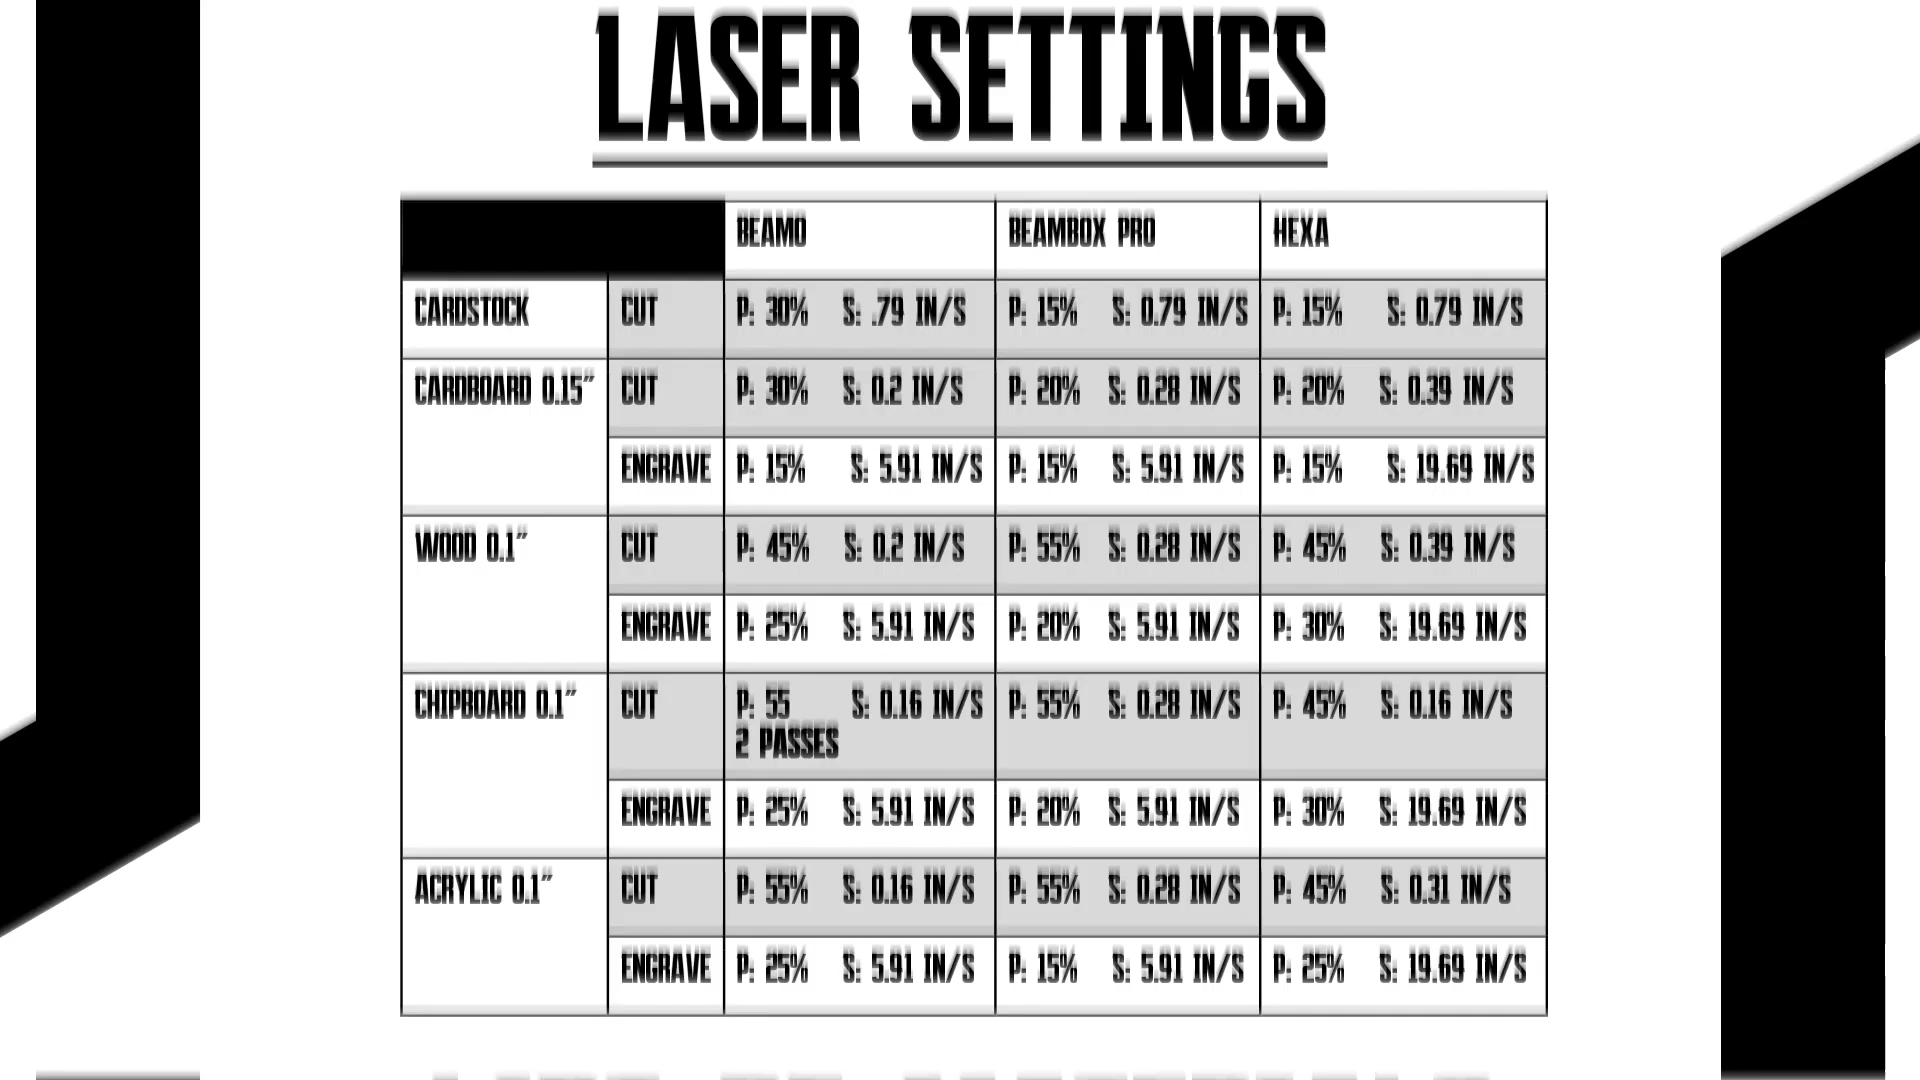 LASER SETTINGS
BEAMO BEAMBOX PRO HEXA
CARDSTOCK CUT P: 30% S: .79 IN/S P: 15% S: 0.79 IN/S P: 15% S: 0.79 IN/S
CARDBOARD 0.15" CUT P: 30% S: 0.2 IN/S P: 20% S: 0.28 IN/S P: 20% S: 0.39 IN/S
ENGRAVE P: 15% S: 5.91 IN/S P: 15% S: 5.91 IN/S P: 15% S: 19.69 IN/S
WOOD 0.1" CUT P: 45% S: 0.2 IN/S P: 55% S: 0.28 IN/S P: 45% S: 0.39 IN/S
ENGRAVE P: 25% S: 5.91 IN/S P: 20% S: 5.91 IN/S P: 30% S: 19.69 IN/S
CHIPBOARD 0.1" CUT P: 55 S: 0.16 IN/S P: 55% S: 0.28 IN/S P: 45% S: 0.16 IN/S
2 PASSES
ENGRAVE P: 25% S: 5.91 IN/S P: 20% S: 5.91 IN/S P: 30% S: 19.69 IN/S
ACRYLIC 0.1" CUT P: 55% S: 0.16 IN/S P: 55% S: 0.28 IN/S P: 45% S: 0.31 IN/S
ENGRAVE P: 25% S: 5.91 IN/S P: 15% S: 5.91 IN/S P: 25% S: 19.69 IN/S